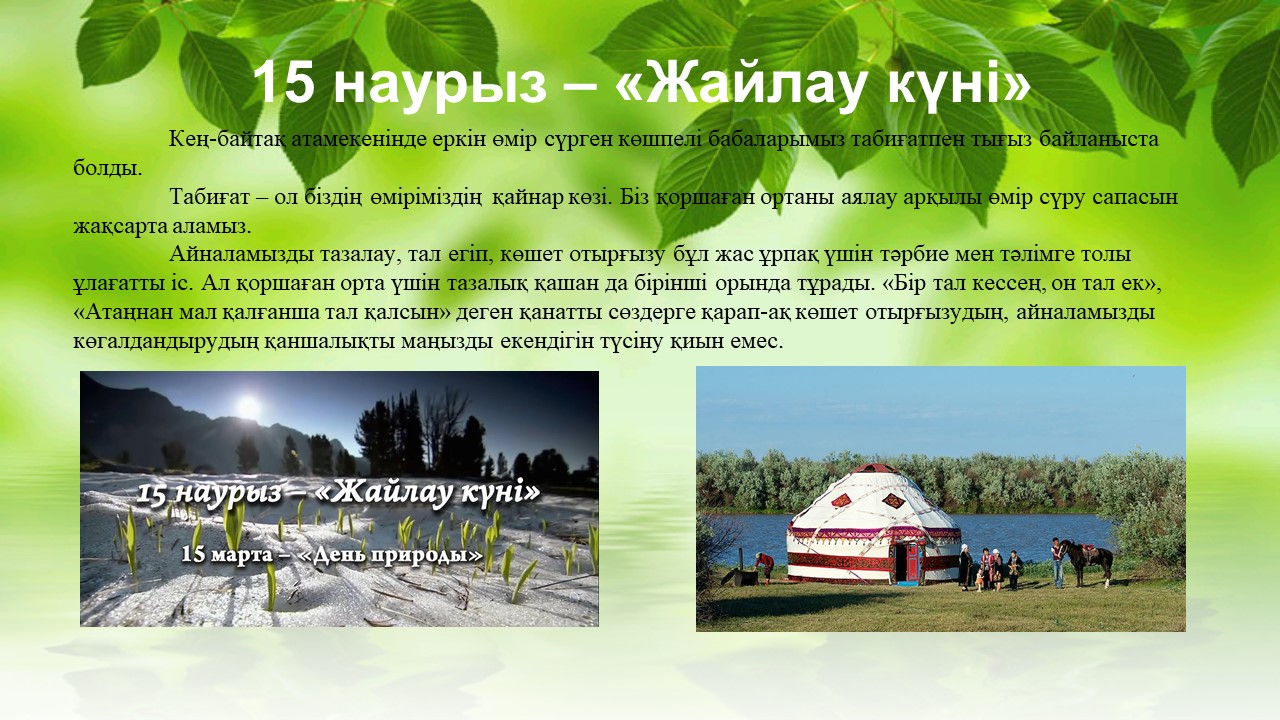 15 наурыз – «Жайлау күні»
Кең-байтақ атамекенінде еркін өмір сүрген көшпелі бабаларымыз табиғатпен тығыз байланыста
болды.
Табиғат – ол біздің өміріміздің қайнар көзі. Біз қоршаған ортаны аялау арқылы өмір сүру сапасын
жақсарта аламыз.
Айналамызды тазалау, тал егіп, көшет отырғызу бұл жас ұрпақ үшін тәрбие мен тәлімге толы
ұлағатты іс. Ал қоршаған орта үшін тазалық қашан да бірінші орында тұрады. «Бір тал кессең, он тал ек»,
«Атаңнан мал қалғанша тал қалсын» деген қанатты сөздерге қарап-ақ көшет отырғызудың, айналамызды
көгалдандырудың қаншалықты маңызды екендігін түсіну қиын емес.
15 наурыз – «Жайлау күні»
15 марта – «День природы»